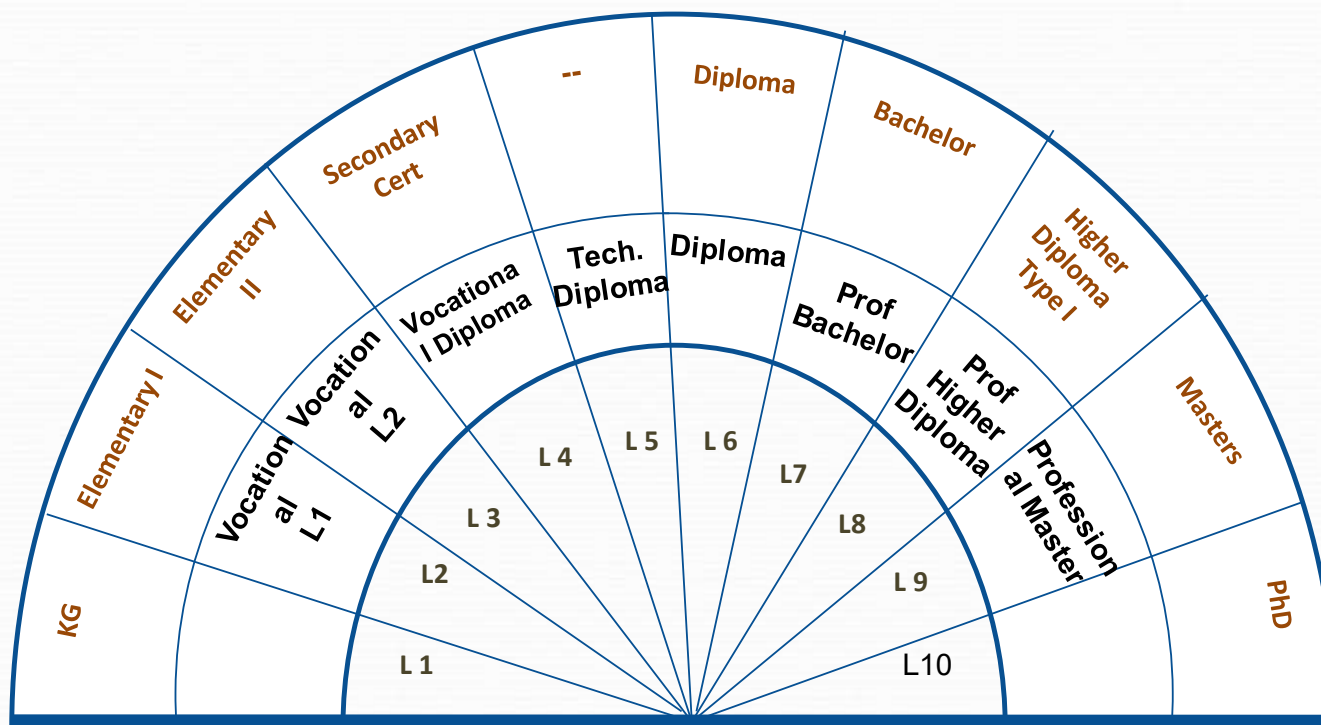 KG
Elementary I
Elementary
II
Secondary
Cert
--
Diploma
Bachelor
Higher
Diploma
Type I
Masters
PhD
Vocation
al
L1
Vocation
al
L2
Vocationa
l Diploma
Tech.
Diploma
Diploma
Prof
Bachelor
Prof
Higher
Diploma
Profession
al Master
L 1
L2
L 3
L 4
L 5
L 6
L7
L8
L 9
L10